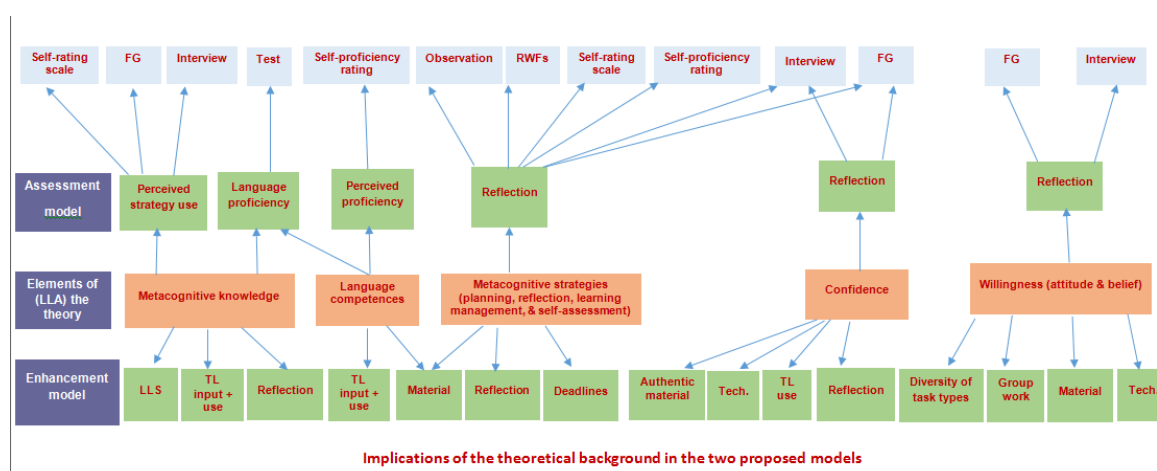 Self-rating
scale
FG
Interview
Test
Self-proficiency
rating
Observation
RWFs
Self-rating
scale
Self-proficiency
rating
Interview
FG
FG
Interview
Assessment
model
Perceived
strategy use
Language
proficiency
Perceived
proficiency
Reflection
Reflection
Reflection
Elements of
(LLA) the
theory
Metacognitive knowledge
Language
competences
Metacognitive strategies
(planning, reflection, learning
management, & self-assessment)
Confidence
Willingness (attitude & belief)
Enhancement
model
LLS
TL
input +
use
Reflection
TL
input +
use
Material
Reflection
Deadlines
Authentic
material
Tech.
TL
use
Reflection
Diversity of
task types
Group
work
Material
Tech.
Implications of the theoretical background in the two proposed models